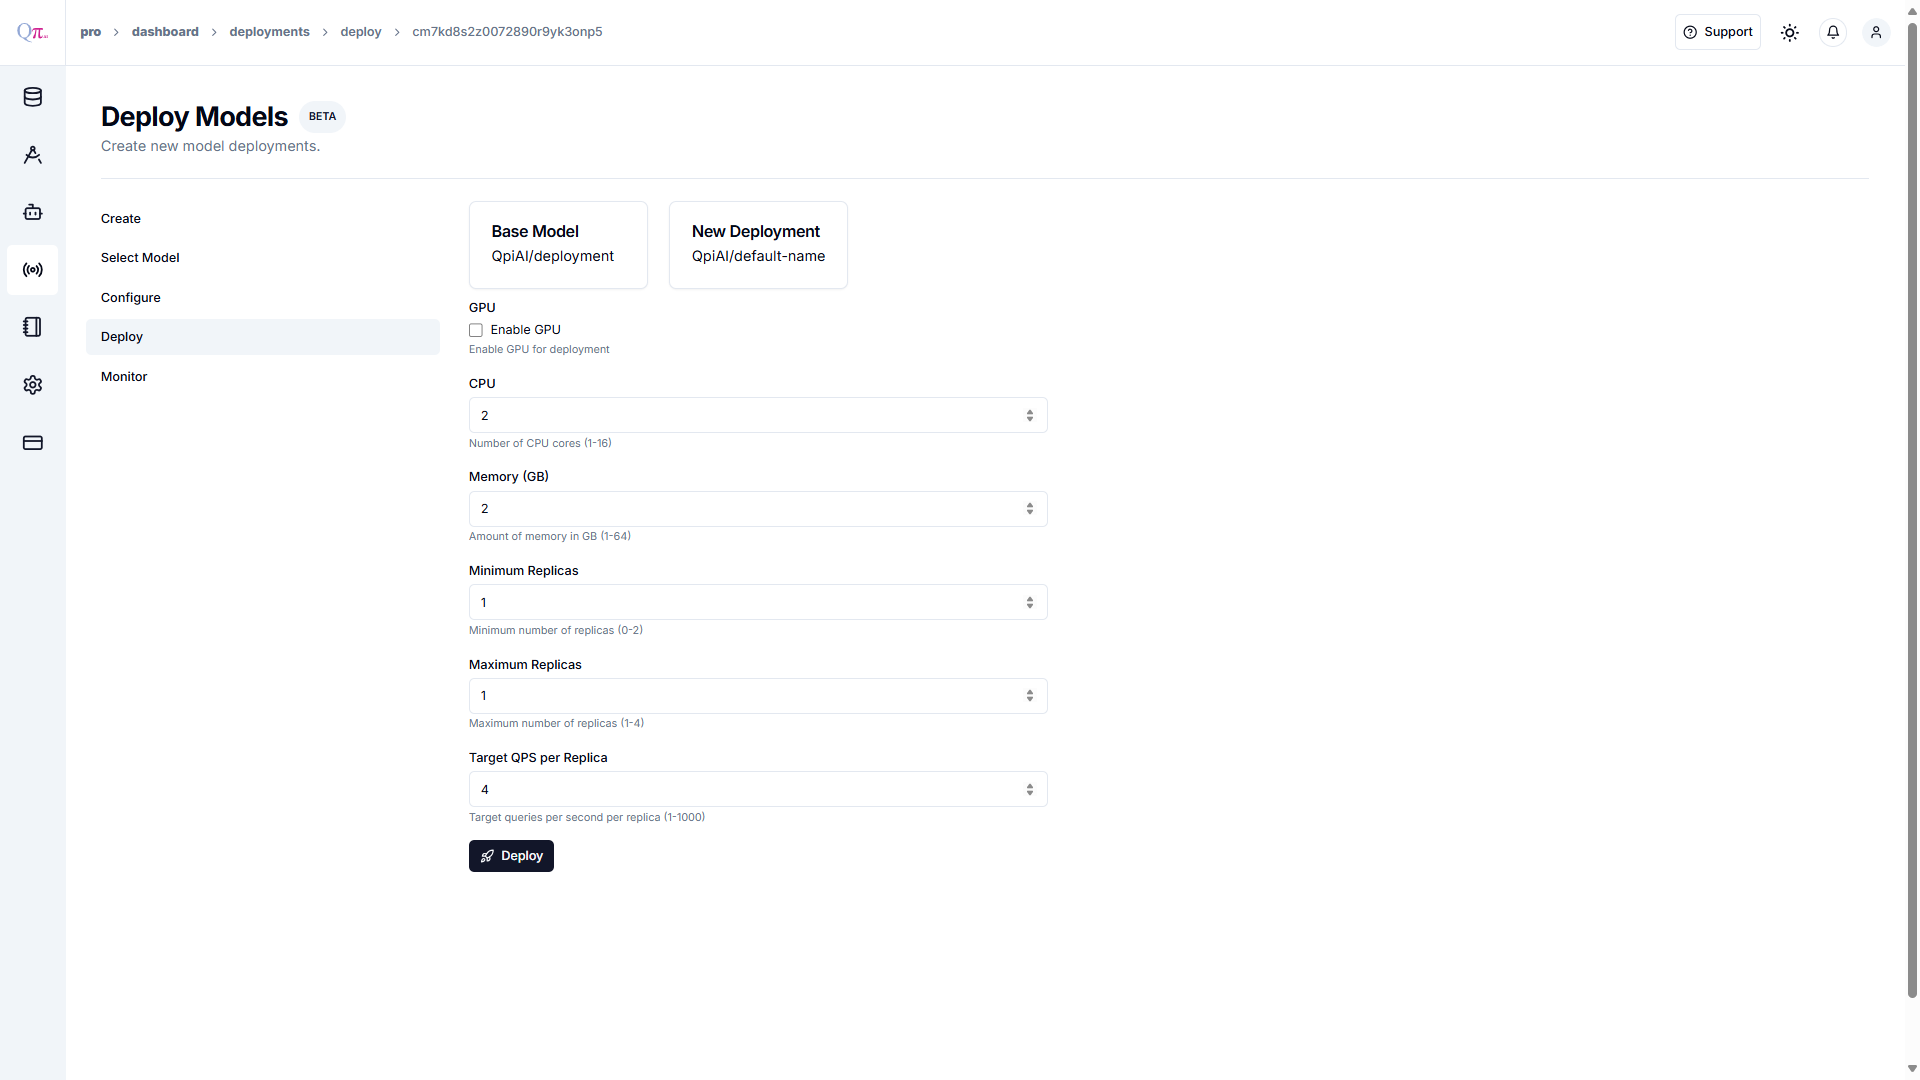 Qπ.AI
pro > dashboard > deployments > deploy > cm7kd8s2z0072890r9yk3onp5
Support
Deploy Models BETA
Create new model deployments.
Create
Select Model
Configure
Deploy
Monitor
Base Model
QpiAI/deployment
New Deployment
QpiAI/default-name
GPU
Enable GPU
Enable GPU for deployment
CPU
2
Number of CPU cores (1-16)
Memory (GB)
2
Amount of memory in GB (1-64)
Minimum Replicas
1
Minimum number of replicas (0-2)
Maximum Replicas
1
Maximum number of replicas (1-4)
Target QPS per Replica
4
Target queries per second per replica (1-1000)
Deploy